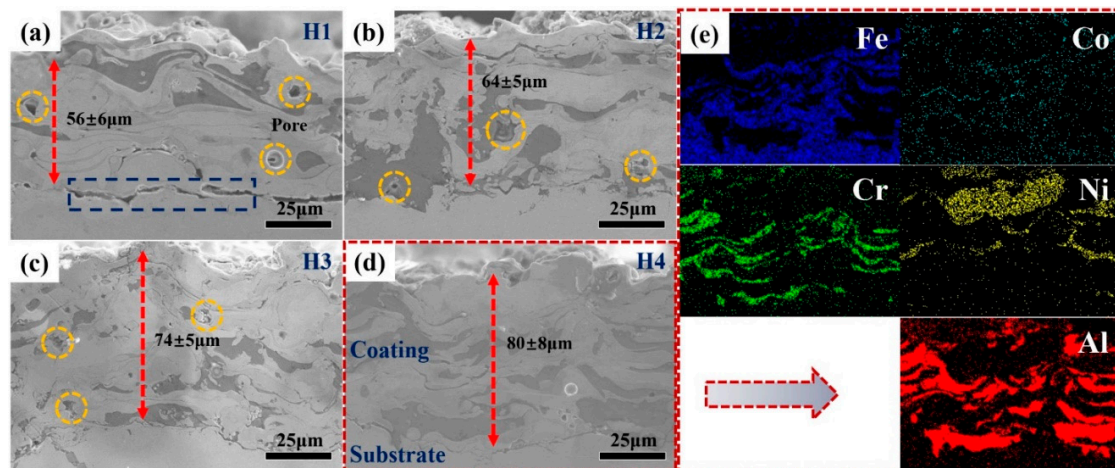 (a)
H1
56±6μm
Pore
25μm
(b)
H2
64±5μm
25μm
(c)
H3
74±5μm
25μm
(d)
H4
80±8μm
Coating
Substrate
25μm
(e)
Fe
Co
Cr
Ni
Al